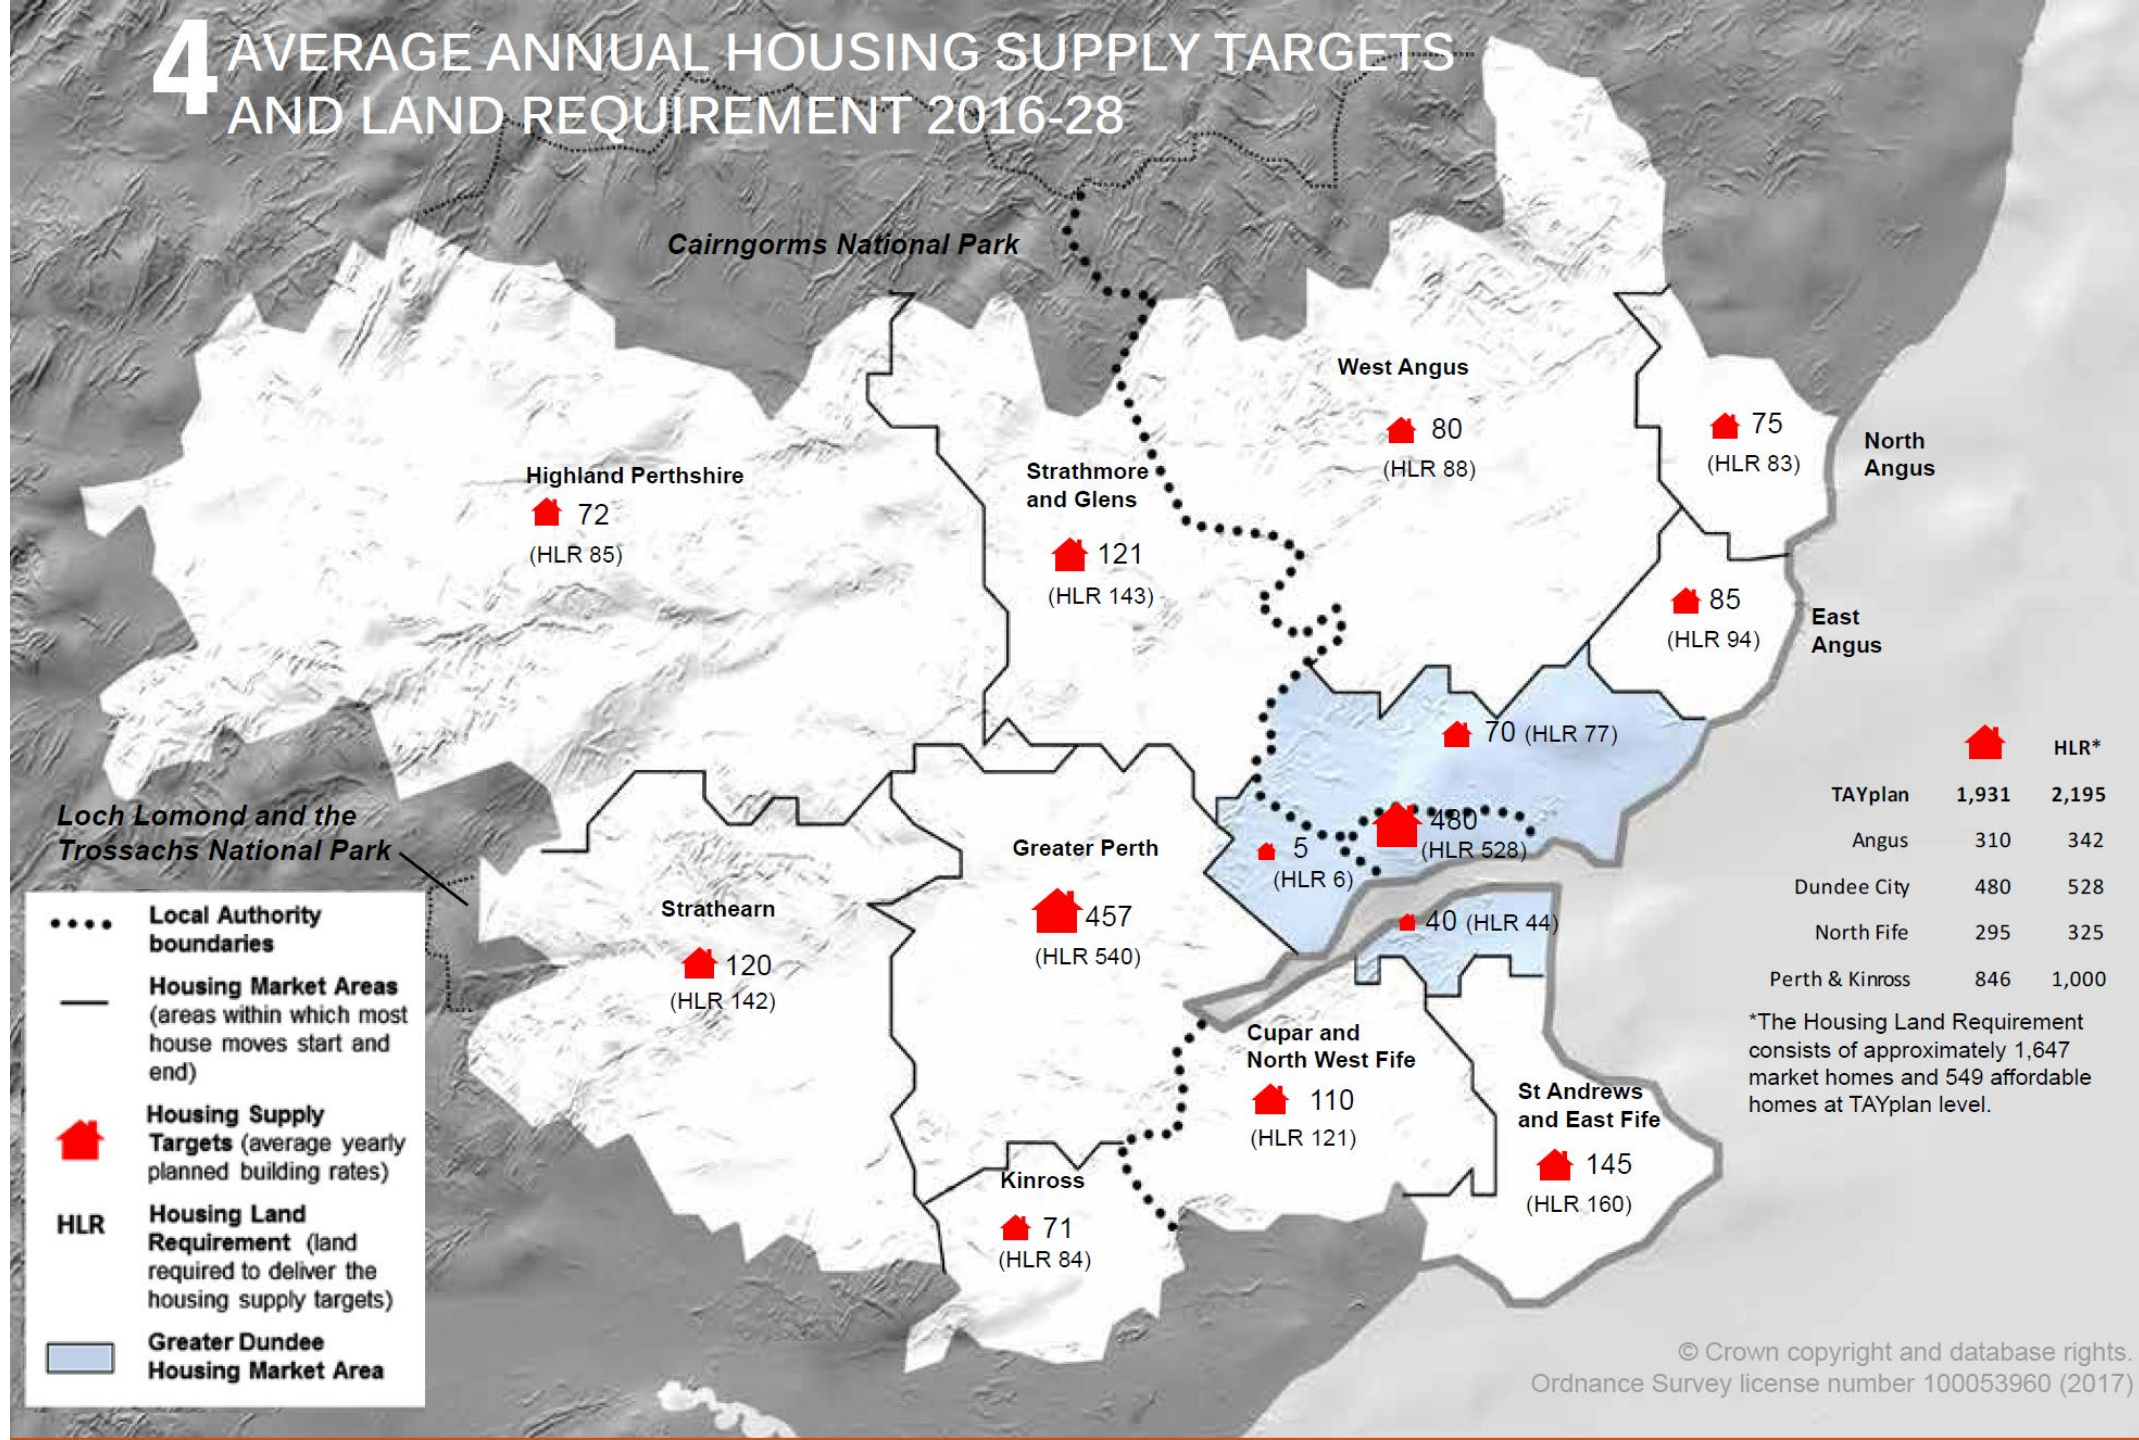 4 AVERAGE ANNUAL HOUSING SUPPLY TARGETS
AND LAND REQUIREMENT 2016-28
Cairngorms National Park
West Angus
80
(HLR 88)
75
(HLR 83)
North
Angus
Highland Perthshire
72
(HLR 85)
Strathmore
and Glens
121
(HLR 143)
85
(HLR 94)
East
Angus
70 (HLR 77)
480
(HLR 528)
5
(HLR 6)
40 (HLR 44)
Loch Lomond and the
Trossachs National Park
Greater Perth
457
(HLR 540)
Strathearn
120
(HLR 142)
Cupar and
North West Fife
110
(HLR 121)
St Andrews
and East Fife
145
(HLR 160)
Kinross
71
(HLR 84)
Local Authority
boundaries
Housing Market Areas
(areas within which most
house moves start and
end)
Housing Supply
Targets (average yearly
planned building rates)
HLR Housing Land
Requirement (land
required to deliver the
housing supply targets)
Greater Dundee
Housing Market Area
HLR*
TAYplan 1,931 2,195
Angus 310 342
Dundee City 480 528
North Fife 295 325
Perth & Kinross 846 1,000
*The Housing Land Requirement
consists of approximately 1,647
market homes and 549 affordable
homes at TAYplan level.
© Crown copyright and database rights.
Ordnance Survey license number 100053960 (2017)